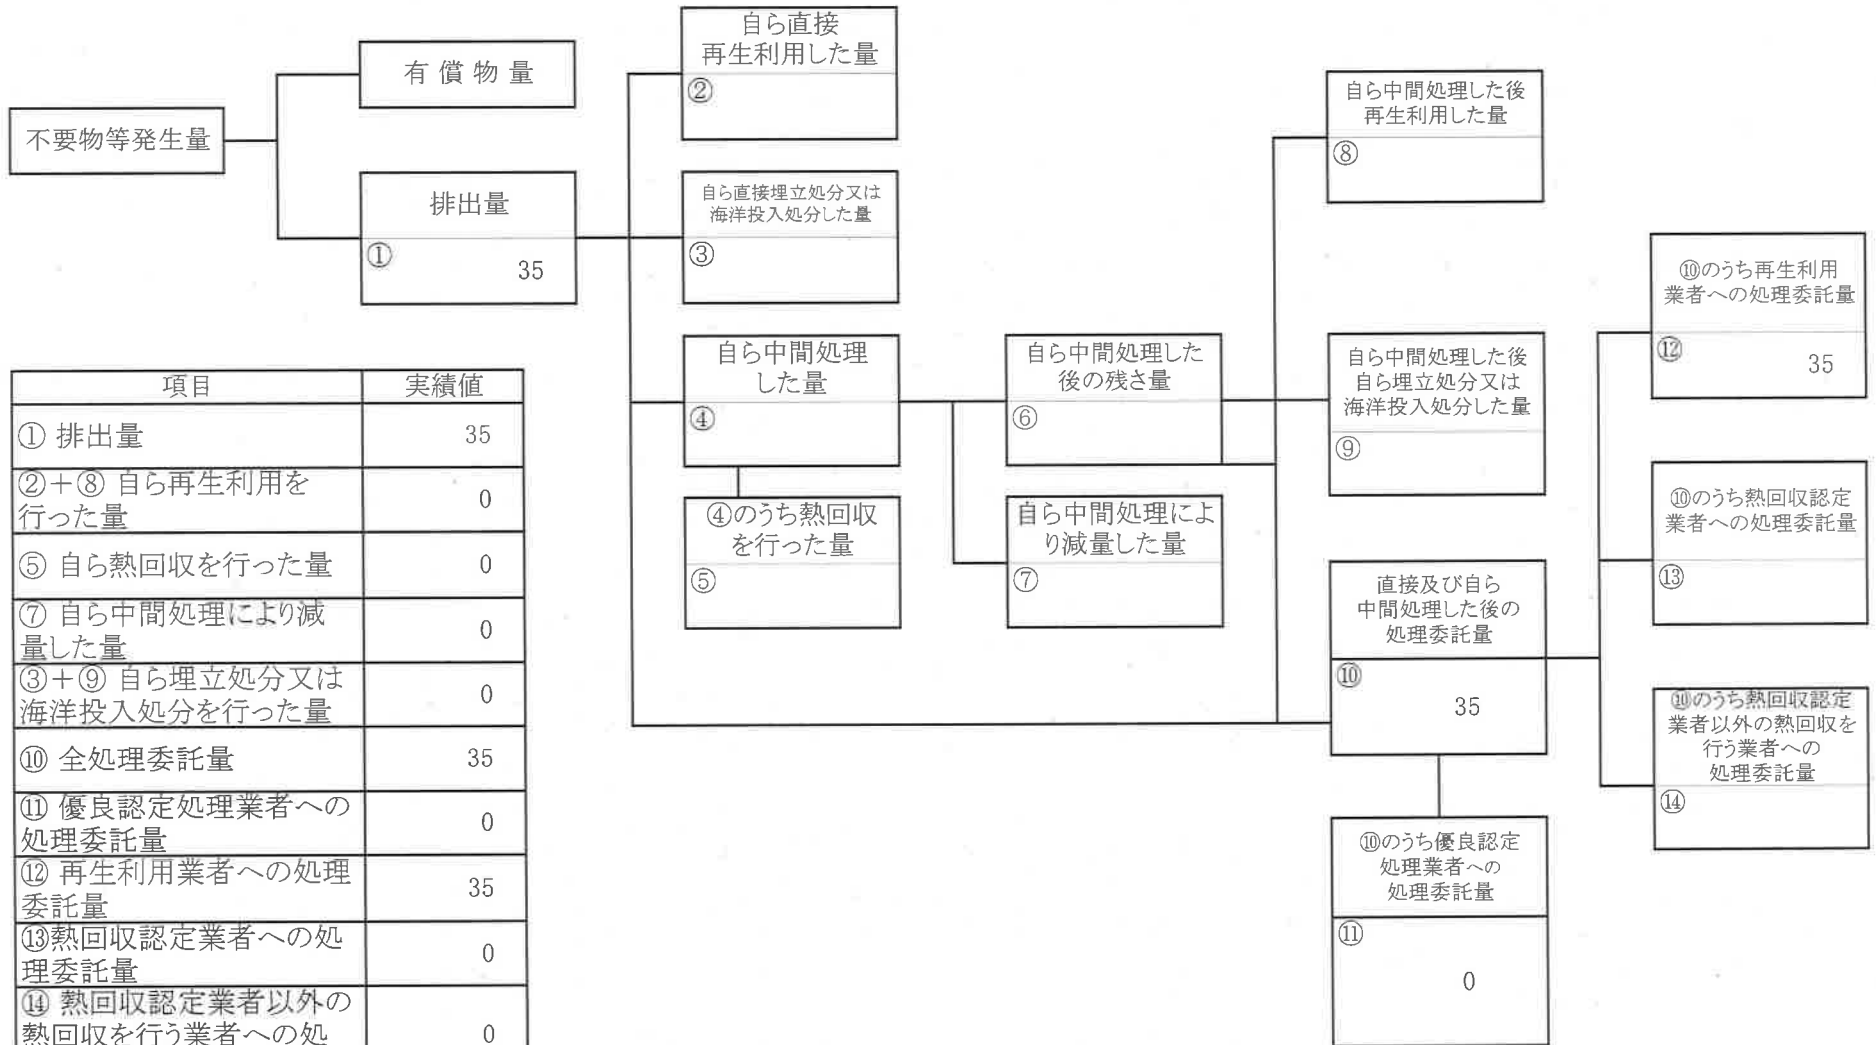 不要物等発生量
有償物量
排出量
①
35
自ら直接
再生利用した量
②
自ら直接埋立処分又は
海洋投入処分した量
③
自ら中間処理
した量
④
④のうち熱回収
を行った量
⑤
自ら中間処理した
後の残さ量
⑥
自ら中間処理によ
り減量した量
⑦
自ら中間処理した後
再生利用した量
⑧
自ら中間処理した後
自ら埋立処分又は
海洋投入処分した量
⑨
直接及び自ら
中間処理した後の
処理委託量
⑩
35
⑩のうち優良認定
処理業者への
処理委託量
⑪
0
⑩のうち再生利用
業者への処理委託量
⑫
35
⑩のうち熱回収認定
業者への処理委託量
⑬
⑩のうち熱回収認定
業者以外の熱回収を
行う業者への
処理委託量
⑭
項目 実績値
① 排出量 35
②+⑧ 自ら再生利用を
行った量 0
⑤ 自ら熱回収を行った量 0
⑦ 自ら中間処理により減
量した量 0
③+⑨ 自ら埋立処分又は
海洋投入処分を行った量 0
⑩ 全処理委託量 35
⑪ 優良認定処理業者への
処理委託量 0
⑫ 再生利用業者への処理
委託量 35
⑬熱回収認定業者への処
理委託量 0
⑭ 熱回収認定業者以外の
熱回収を行う業者への処 0